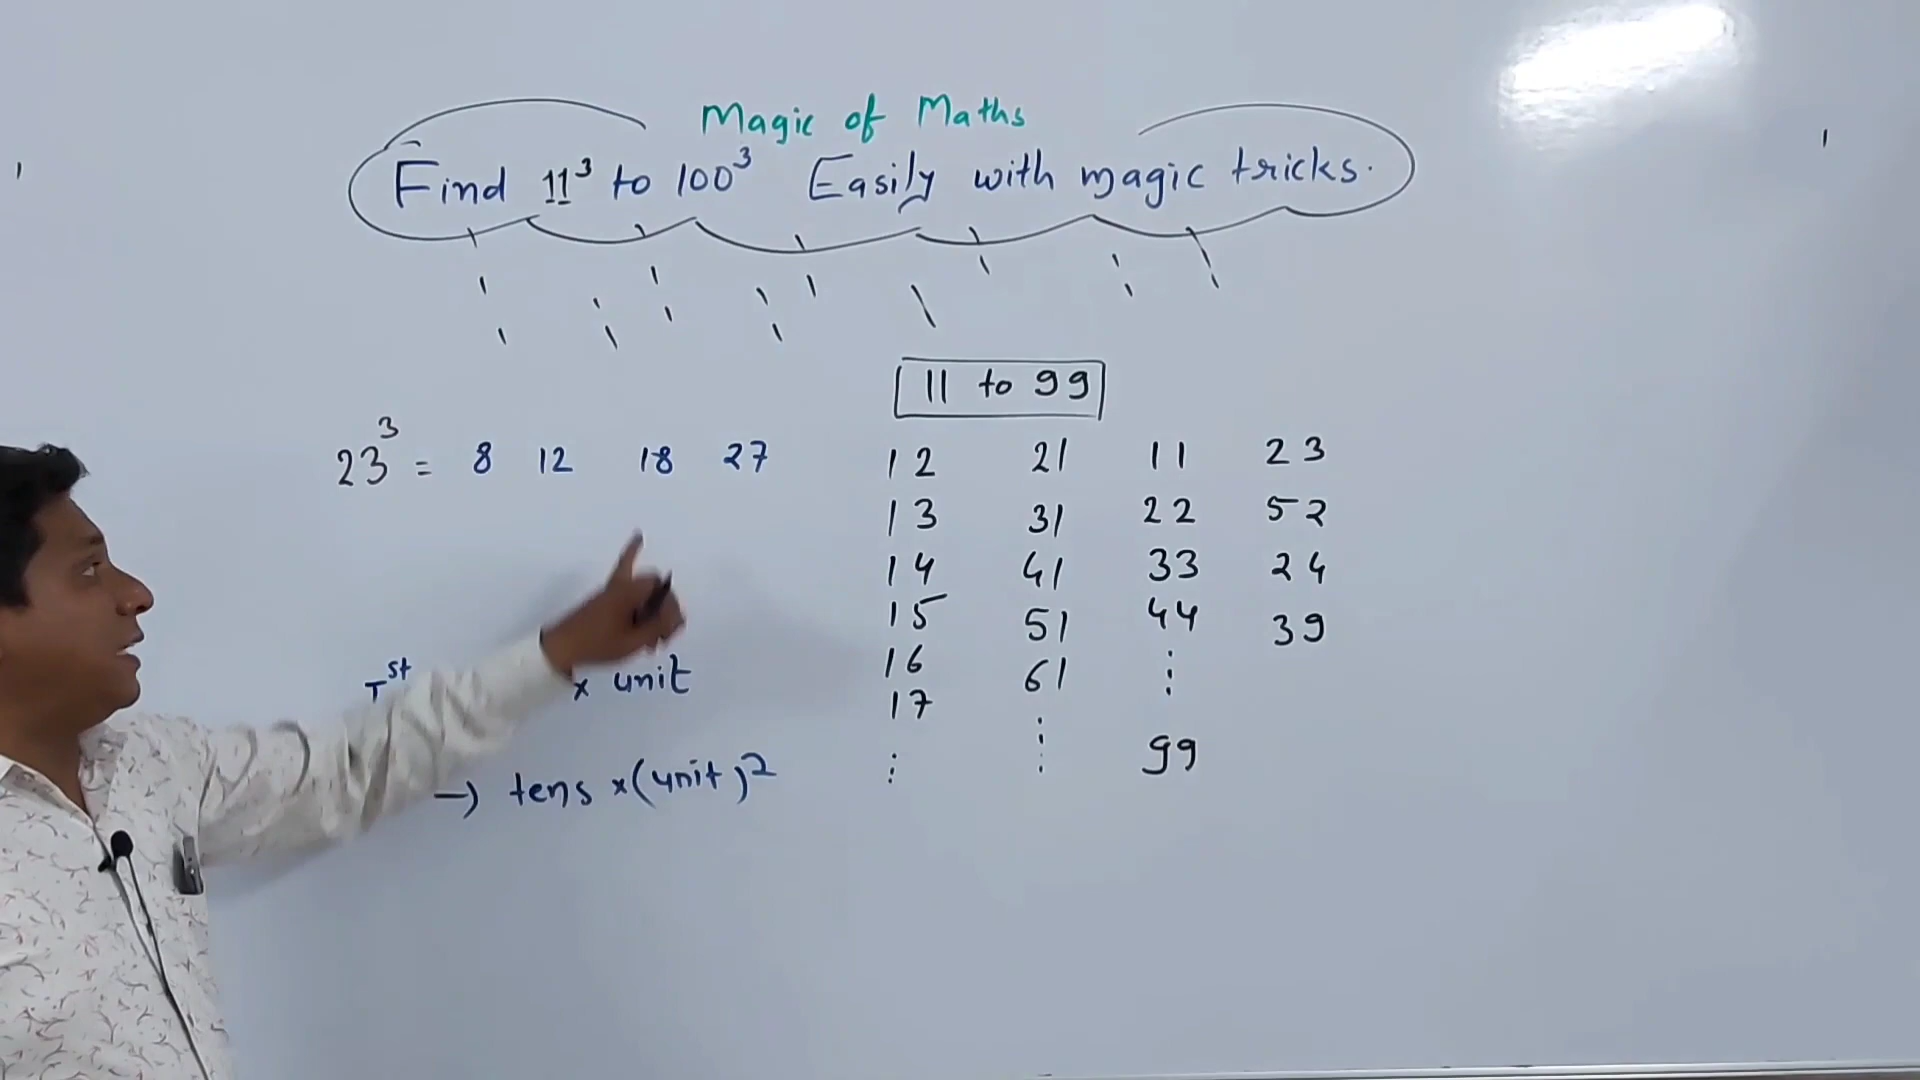 Magic of Maths
Find 11³ to 100³ Easily with magic tricks.
11 to 99
23³ = 8 12 18 27
12 21 11 23
13 31 22 52
14 41 33 24
15 51 44 39
16 61 ⋮
17 ⋮ 99
⋮
Iˢᵗ × unit
→ tens × (unit)²